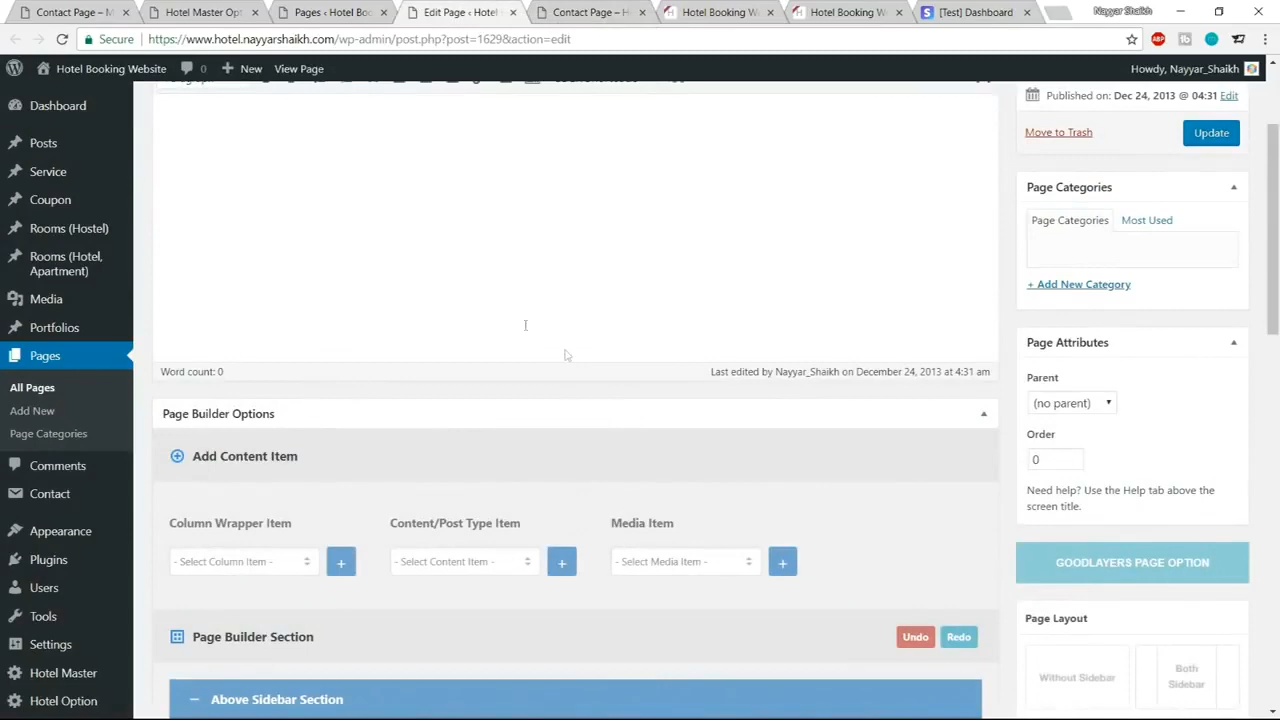 Contact Page – M
Hotel Master Opt
Pages ‹ Hotel Boo
Edit Page ‹ Hotel
Contact Page – H
Hotel Booking W
Hotel Booking W
[Test] Dashboard
Nayyar Shaikh
Secure
https://www.hotel.nayyarshaikh.com/wp-admin/post.php?post=1629&action=edit
ABP
Hotel Booking Website
0
New
View Page
Howdy, Nayyar_Shaikh
Dashboard
Posts
Service
Coupon
Rooms (Hostel)
Rooms (Hotel,
Apartment)
Media
Portfolios
Pages
All Pages
Add New
Page Categories
Comments
Contact
Appearance
Plugins
Users
Tools
Settings
Hotel Master
Hotel Option
Word count: 0
Last edited by Nayyar_Shaikh on December 24, 2013 at 4:31 am
Page Builder Options
Add Content Item
Column Wrapper Item
Content/Post Type Item
Media Item
- Select Column Item -
+
- Select Content Item -
+
- Select Media Item -
+
Page Builder Section
Undo
Redo
Above Sidebar Section
Published on: Dec 24, 2013 @ 04:31 Edit
Move to Trash
Update
Page Categories
Page Categories
Most Used
+ Add New Category
Page Attributes
Parent
(no parent)
Order
0
Need help? Use the Help tab above the
screen title.
GOODLAYERS PAGE OPTION
Page Layout
Without Sidebar
Both
Sidebar